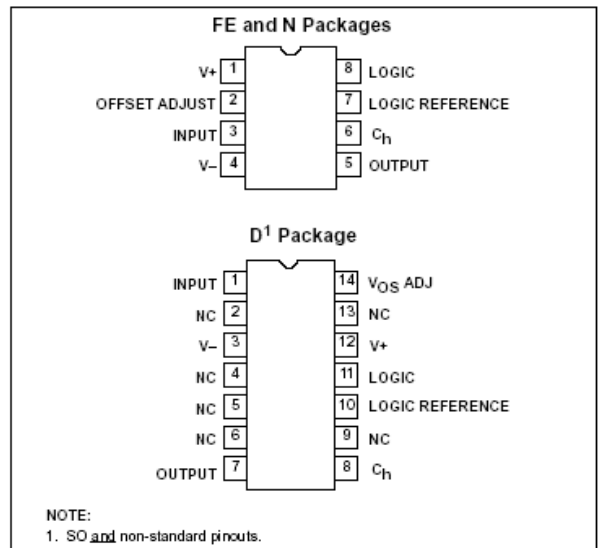 FE and N Packages
V+ 1 8 LOGIC
OFFSET ADJUST 2 7 LOGIC REFERENCE
INPUT 3 6 Ch
V– 4 5 OUTPUT
D1 Package
INPUT 1 14 VOS ADJ
NC 2 13 NC
V– 3 12 V+
NC 4 11 LOGIC
NC 5 10 LOGIC REFERENCE
NC 6 9 NC
OUTPUT 7 8 Ch
NOTE:
1. SO and non-standard pinouts.